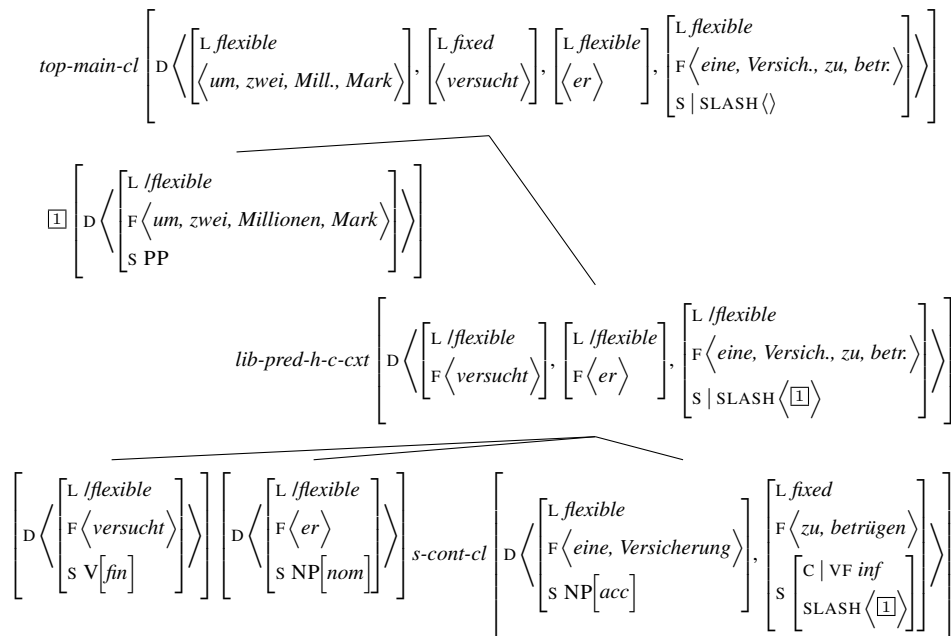 top-main-cl [ D ⟨ [ L flexible ⟨um, zwei, Mill., Mark⟩ ], [ L fixed ⟨versucht⟩ ], [ L flexible ⟨er⟩ ], [ L flexible F⟨eine, Versich., zu, betr.⟩ S | SLASH⟨⟩ ] ⟩ ]
1 [ D ⟨ [ L /flexible F⟨um, zwei, Millionen, Mark⟩ S PP ] ⟩ ]
lib-pred-h-c-cxt [ D ⟨ [ L /flexible F⟨versucht⟩ ], [ L /flexible F⟨er⟩ ], [ L /flexible F⟨eine, Versich., zu, betr.⟩ S | SLASH⟨1⟩ ] ⟩ ]
[ D ⟨ [ L /flexible F⟨versucht⟩ S V[fin] ] ⟩ ] [ D ⟨ [ L /flexible F⟨er⟩ S NP[nom] ] ⟩ ] s-cont-cl [ D ⟨ [ L flexible F⟨eine, Versicherung⟩ S NP[acc] ], [ L fixed F⟨zu, betrügen⟩ S [ C | VF inf SLASH⟨1⟩ ] ] ⟩ ]